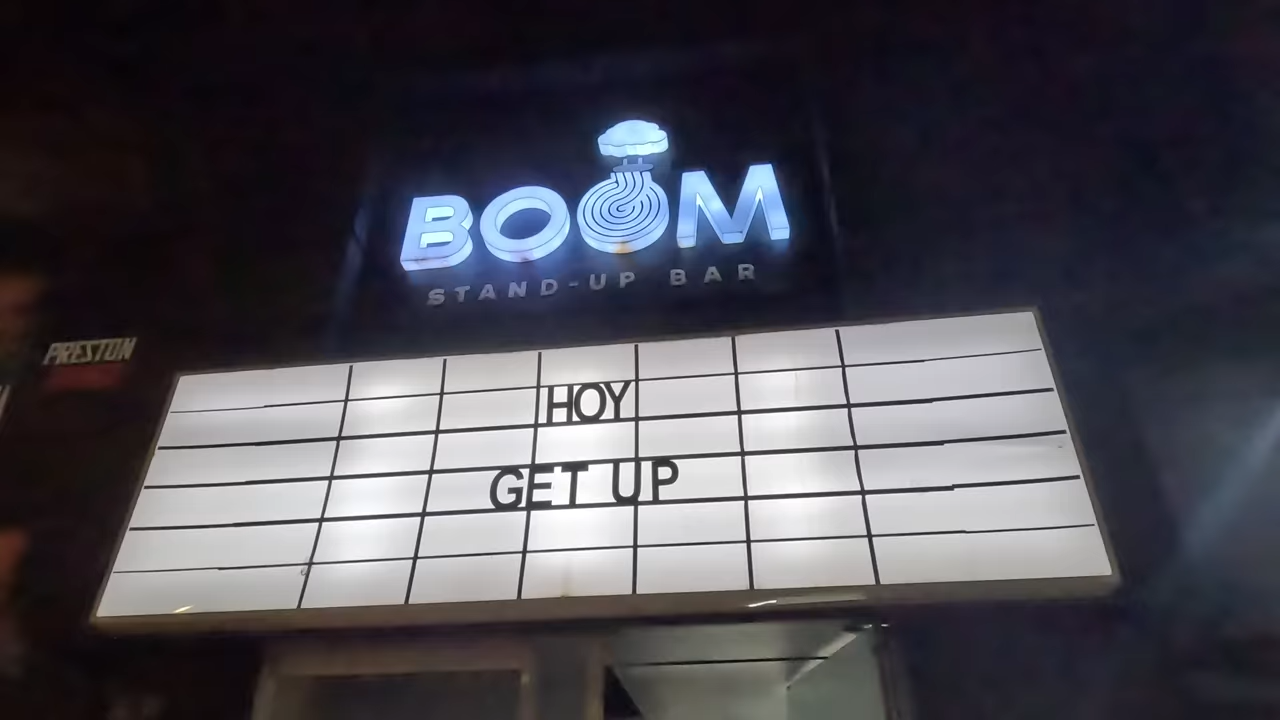 BOOM
STAND-UP BAR
PRESTON
HOY
GET UP